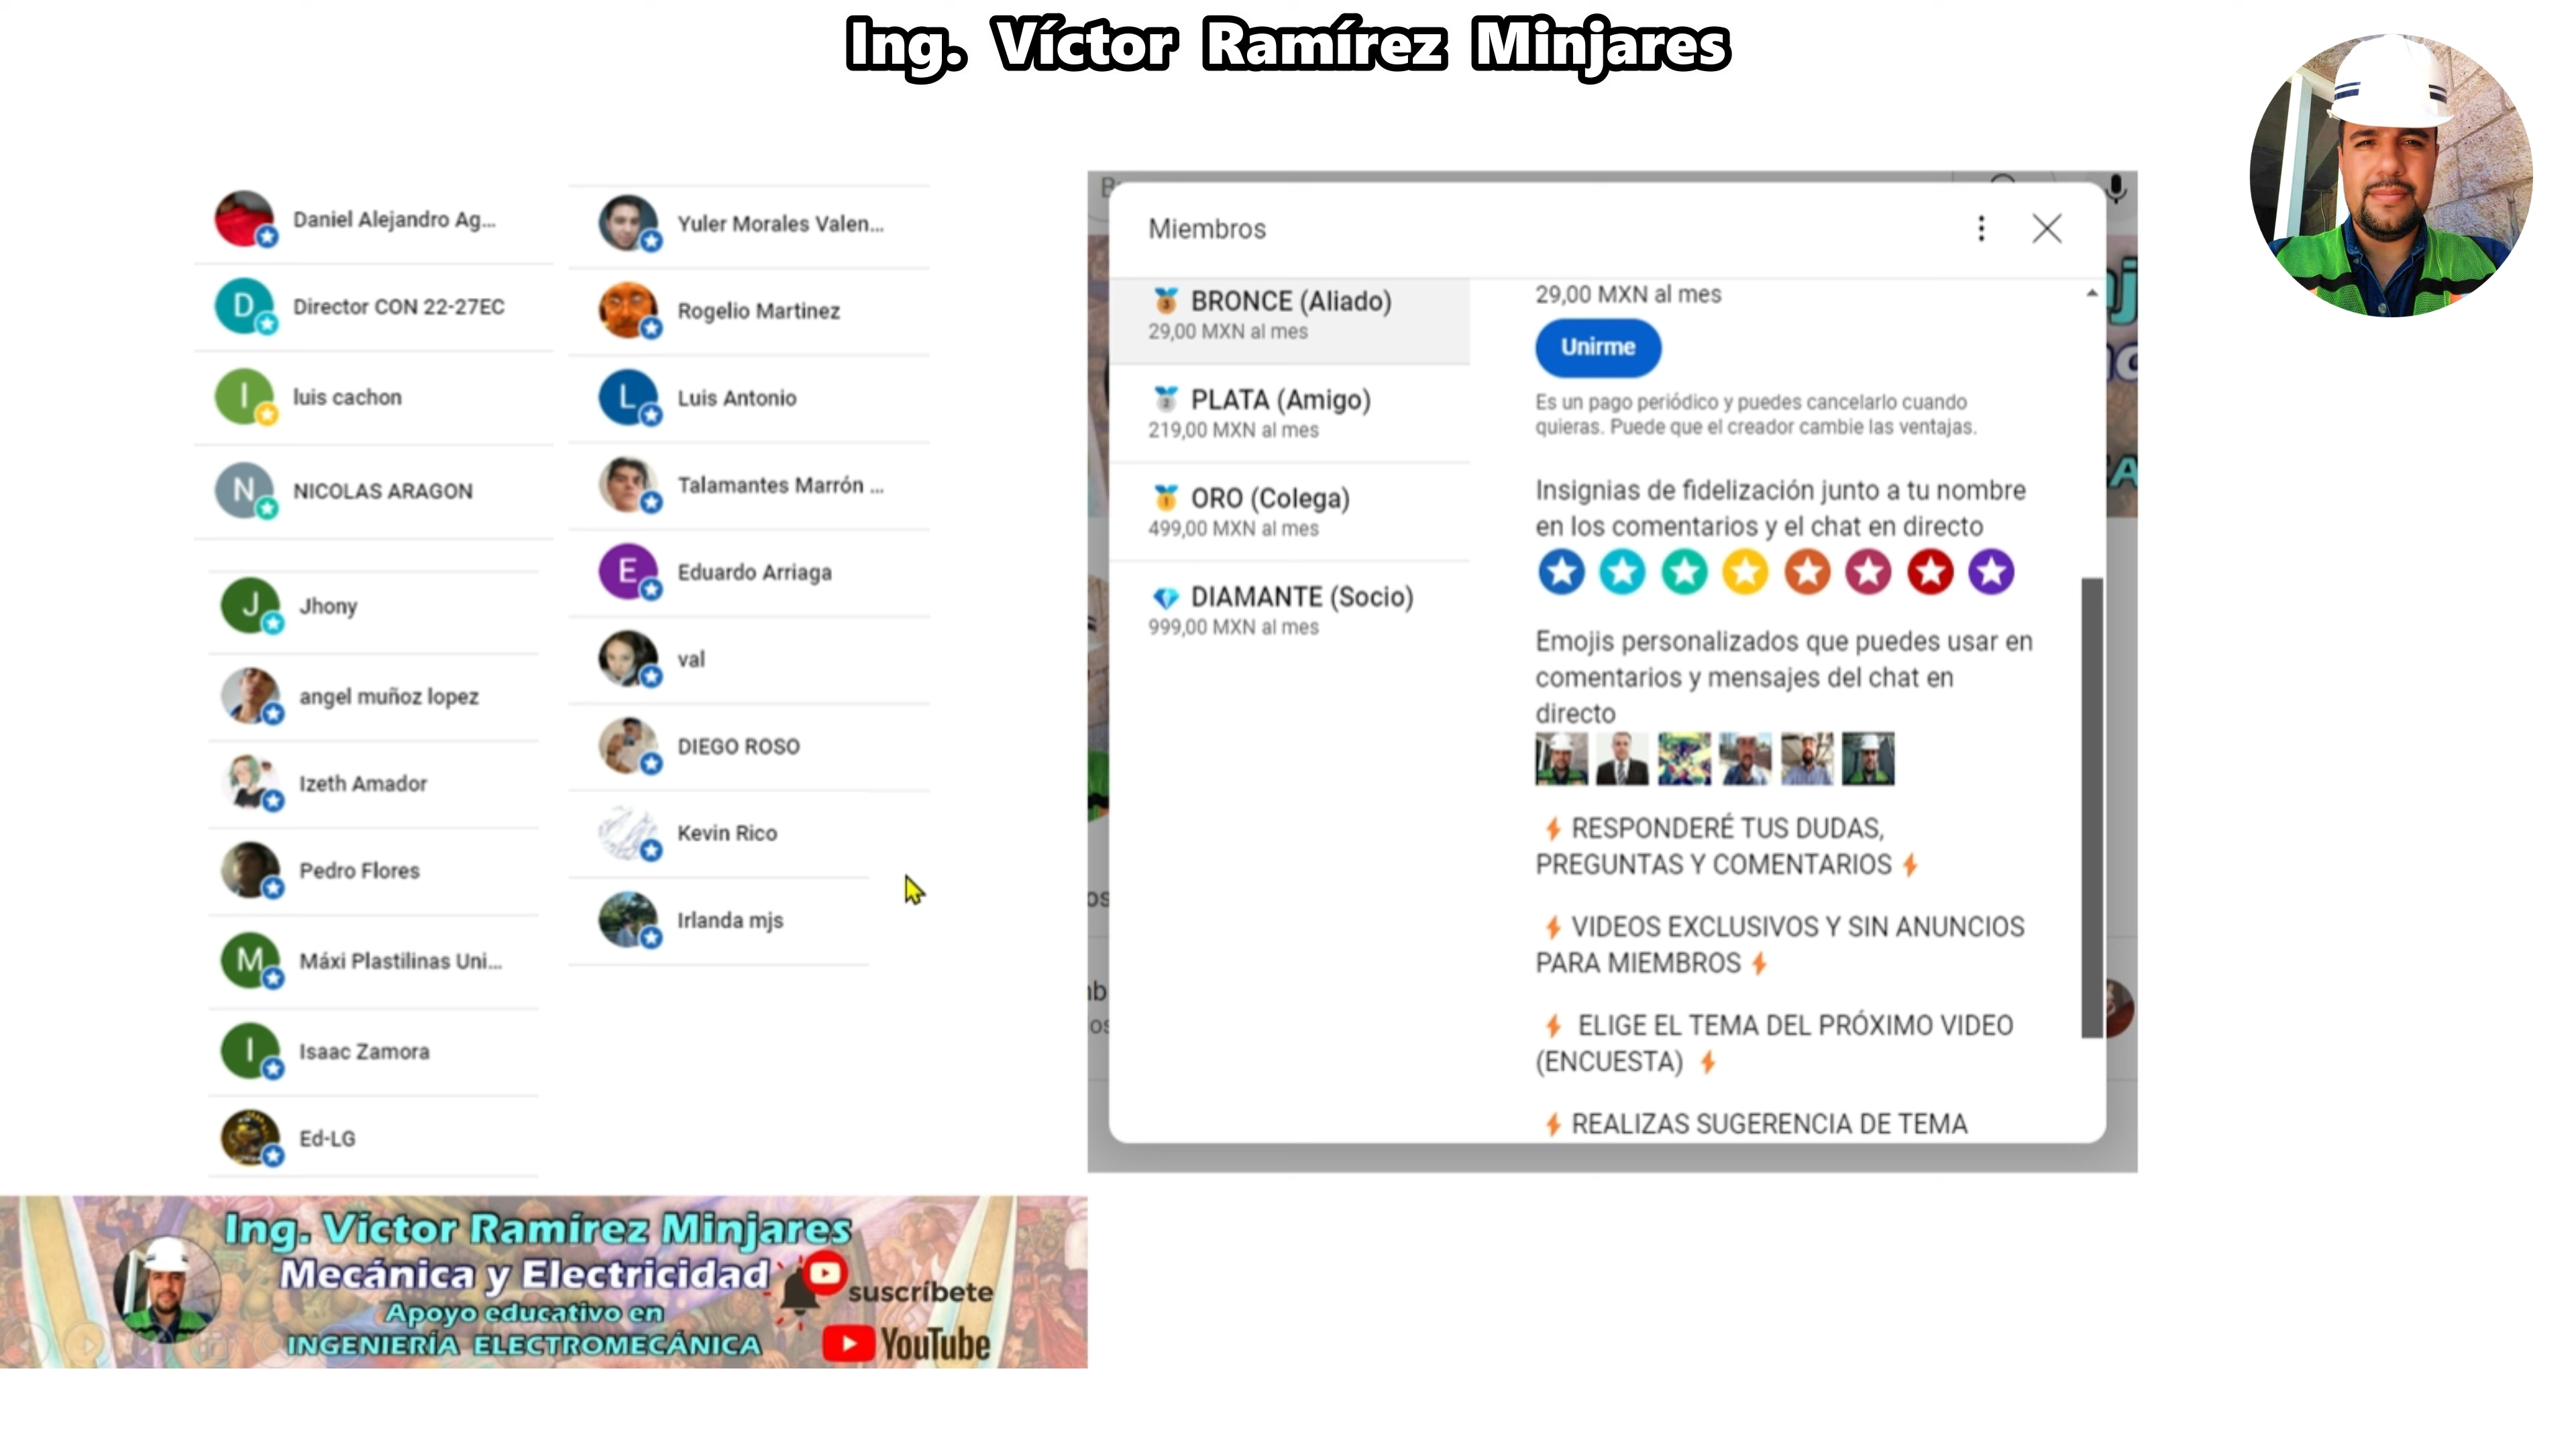 Ing. Víctor Ramírez Minjares
Daniel Alejandro Ag...
D
Director CON 22-27EC
l
luis cachon
N
NICOLAS ARAGON
J
Jhony
angel muñoz lopez
Izeth Amador
Pedro Flores
M
Máxi Plastilinas Uni...
I
Isaac Zamora
Ed-LG
Yuler Morales Valen...
Rogelio Martinez
L
Luis Antonio
Talamantes Marrón ...
E
Eduardo Arriaga
val
DIEGO ROSO
Kevin Rico
Irlanda mjs
Miembros
BRONCE (Aliado)
29,00 MXN al mes
PLATA (Amigo)
219,00 MXN al mes
ORO (Colega)
499,00 MXN al mes
DIAMANTE (Socio)
999,00 MXN al mes
29,00 MXN al mes
Unirme
Es un pago periódico y puedes cancelarlo cuando
quieras. Puede que el creador cambie las ventajas.
Insignias de fidelización junto a tu nombre
en los comentarios y el chat en directo
Emojis personalizados que puedes usar en
comentarios y mensajes del chat en
directo
⚡ RESPONDERÉ TUS DUDAS,
PREGUNTAS Y COMENTARIOS ⚡
⚡ VIDEOS EXCLUSIVOS Y SIN ANUNCIOS
PARA MIEMBROS ⚡
⚡ ELIGE EL TEMA DEL PRÓXIMO VIDEO
(ENCUESTA) ⚡
⚡ REALIZAS SUGERENCIA DE TEMA
Ing. Víctor Ramírez Minjares
Mecánica y Electricidad
Apoyo educativo en
INGENIERÍA ELECTROMECÁNICA
suscríbete
YouTube